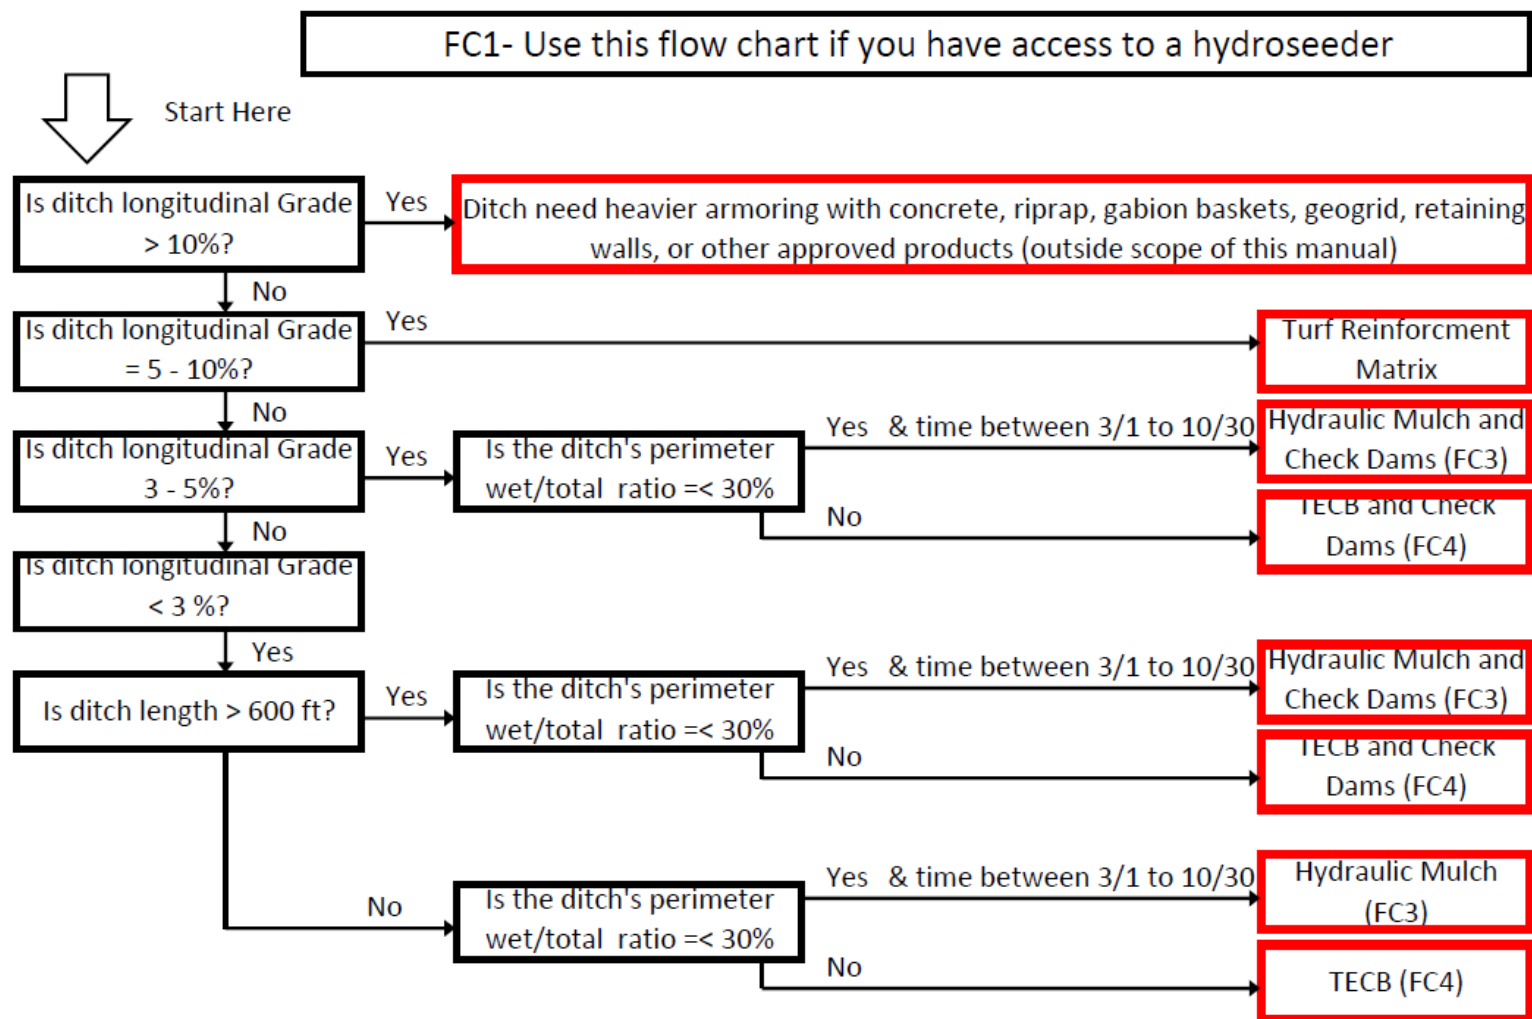 FC1- Use this flow chart if you have access to a hydroseeder
Start Here
Is ditch longitudinal Grade
> 10%?
Yes
Ditch need heavier armoring with concrete, riprap, gabion baskets, geogrid, retaining
walls, or other approved products (outside scope of this manual)
No
Is ditch longitudinal Grade
= 5 - 10%?
Yes
Turf Reinforcment
Matrix
No
Is ditch longitudinal Grade
3 - 5%?
Yes
Is the ditch's perimeter
wet/total ratio =< 30%
Yes & time between 3/1 to 10/30
Hydraulic Mulch and
Check Dams (FC3)
No
TECB and Check
Dams (FC4)
No
Is ditch longitudinal Grade
< 3 %?
Yes
Is ditch length > 600 ft?
Yes
Is the ditch's perimeter
wet/total ratio =< 30%
Yes & time between 3/1 to 10/30
Hydraulic Mulch and
Check Dams (FC3)
No
TECB and Check
Dams (FC4)
No
Is the ditch's perimeter
wet/total ratio =< 30%
Yes & time between 3/1 to 10/30
Hydraulic Mulch
(FC3)
No
TECB (FC4)